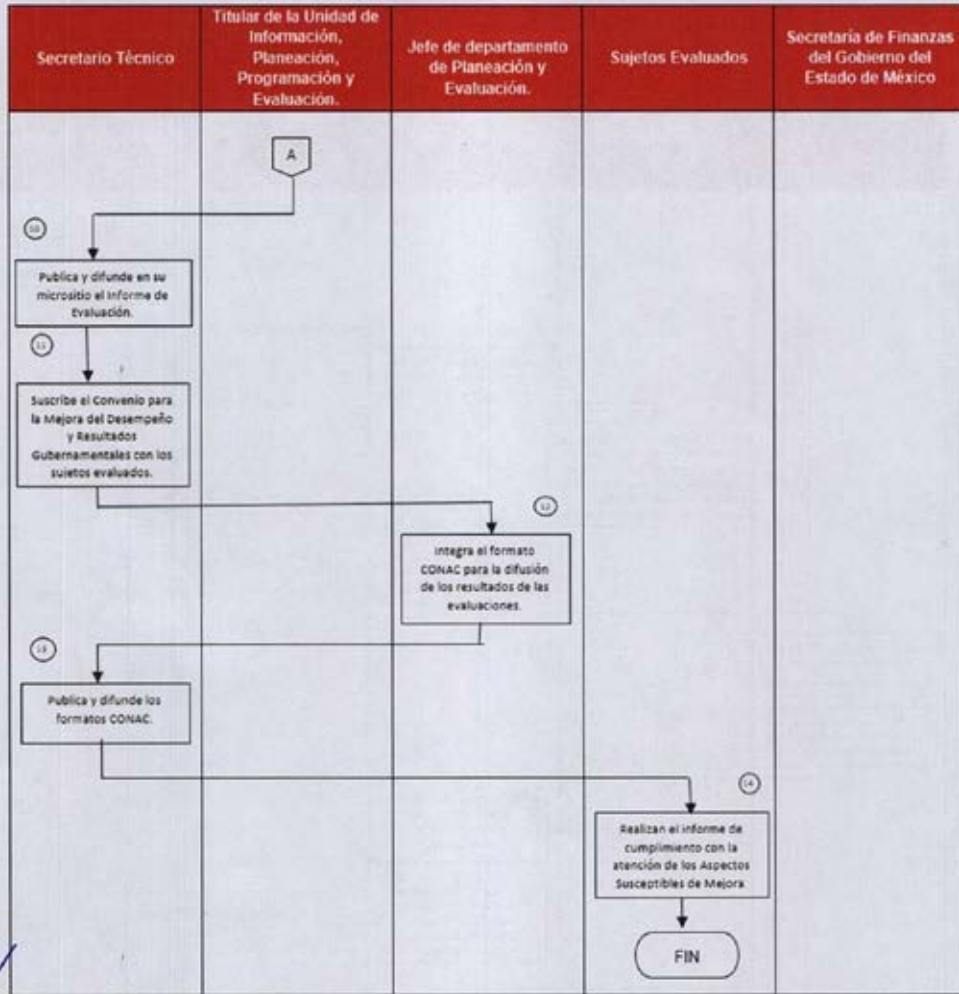 Secretario Técnico
Titular de la Unidad de
Información,
Planeación,
Programación y
Evaluación.
Jefe de departamento
de Planeación y
Evaluación.
Sujetos Evaluados
Secretaría de Finanzas
del Gobierno del
Estado de México
A
10
Publica y difunde en su
micrositio el Informe de
Evaluación.
11
Suscribe el Convenio para
la Mejora del Desempeño
y Resultados
Gubernamentales con los
sujetos evaluados.
12
Integra el formato
CONAC para la difusión
de los resultados de las
evaluaciones.
13
Publica y difunde los
formatos CONAC.
14
Realizan el informe de
cumplimiento con la
atención de los Aspectos
Susceptibles de Mejora
FIN